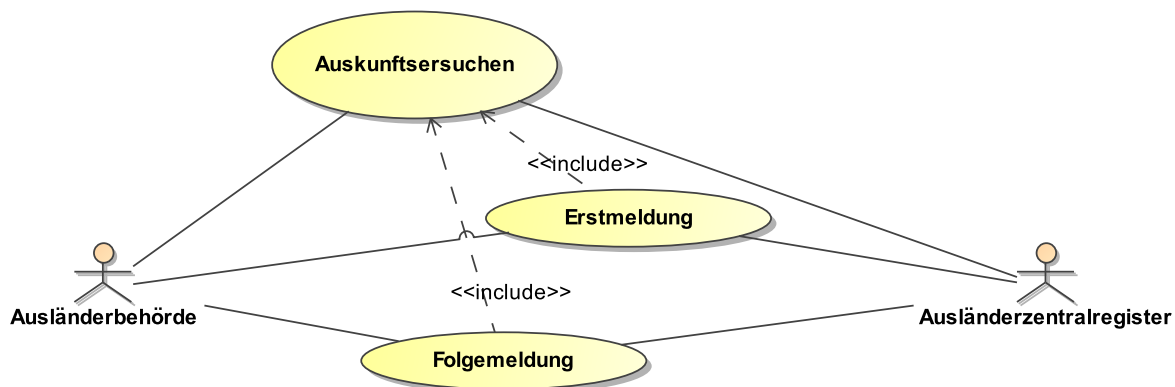 Auskunftsersuchen
<<include>>
Erstmeldung
<<include>>
Ausländerbehörde
Ausländerzentralregister
Folgemeldung